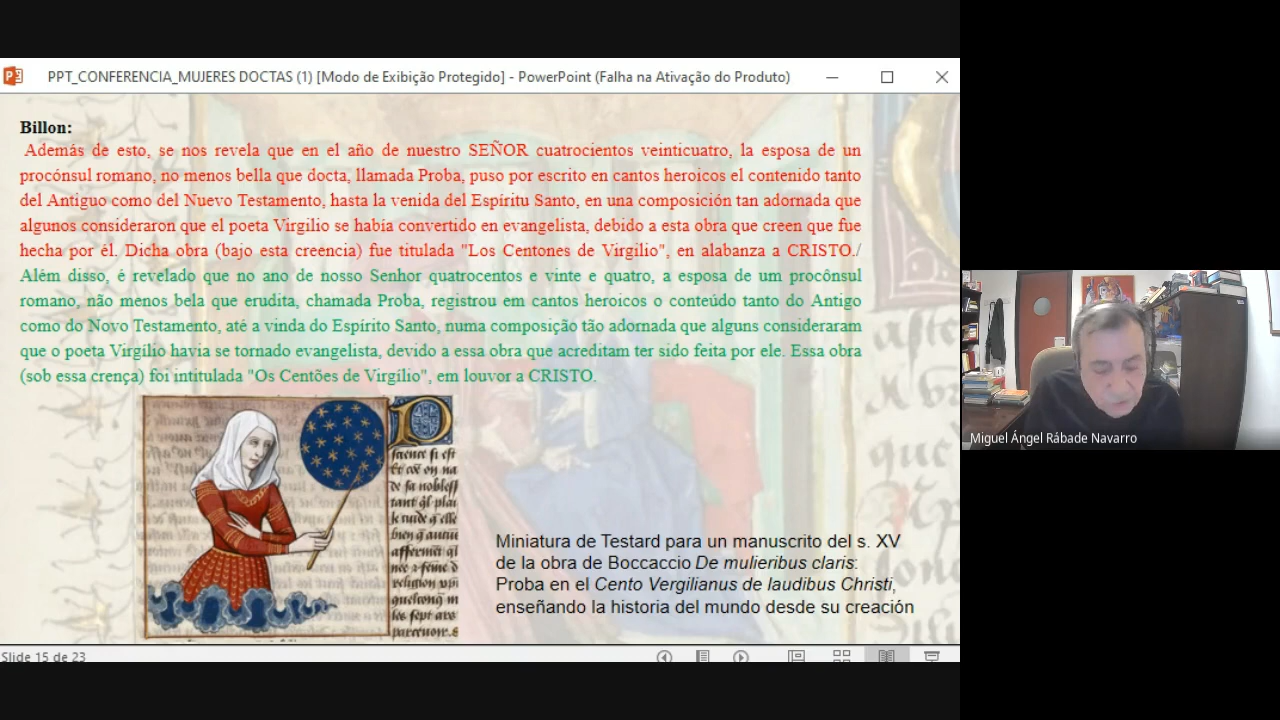 PPT_CONFERENCIA_MUJERES DOCTAS (1) [Modo de Exibição Protegido] - PowerPoint (Falha na Ativação do Produto)
Billon:
Además de esto, se nos revela que en el año de nuestro SEÑOR cuatrocientos veinticuatro, la esposa de un
procónsul romano, no menos bella que docta, llamada Proba, puso por escrito en cantos heroicos el contenido tanto
del Antiguo como del Nuevo Testamento, hasta la venida del Espíritu Santo, en una composición tan adornada que
algunos consideraron que el poeta Virgilio se había convertido en evangelista, debido a esta obra que creen que fue
hecha por él. Dicha obra (bajo esta creencia) fue titulada "Los Centones de Virgilio", en alabanza a CRISTO./
Além disso, é revelado que no ano de nosso Senhor quatrocentos e vinte e quatro, a esposa de um procônsul
romano, não menos bela que erudita, chamada Proba, registrou em cantos heroicos o conteúdo tanto do Antigo
como do Novo Testamento, até a vinda do Espírito Santo, numa composição tão adornada que alguns consideraram
que o poeta Virgílio havia se tornado evangelista, devido a essa obra que acreditam ter sido feita por ele. Essa obra
(sob essa crença) foi intitulada "Os Centões de Virgílio", em louvor a CRISTO.
Miniatura de Testard para un manuscrito del s. XV
de la obra de Boccaccio De mulieribus claris:
Proba en el Cento Vergilianus de laudibus Christi,
enseñando la historia del mundo desde su creación
Slide 15 de 23
Miguel Ángel Rábade Navarro